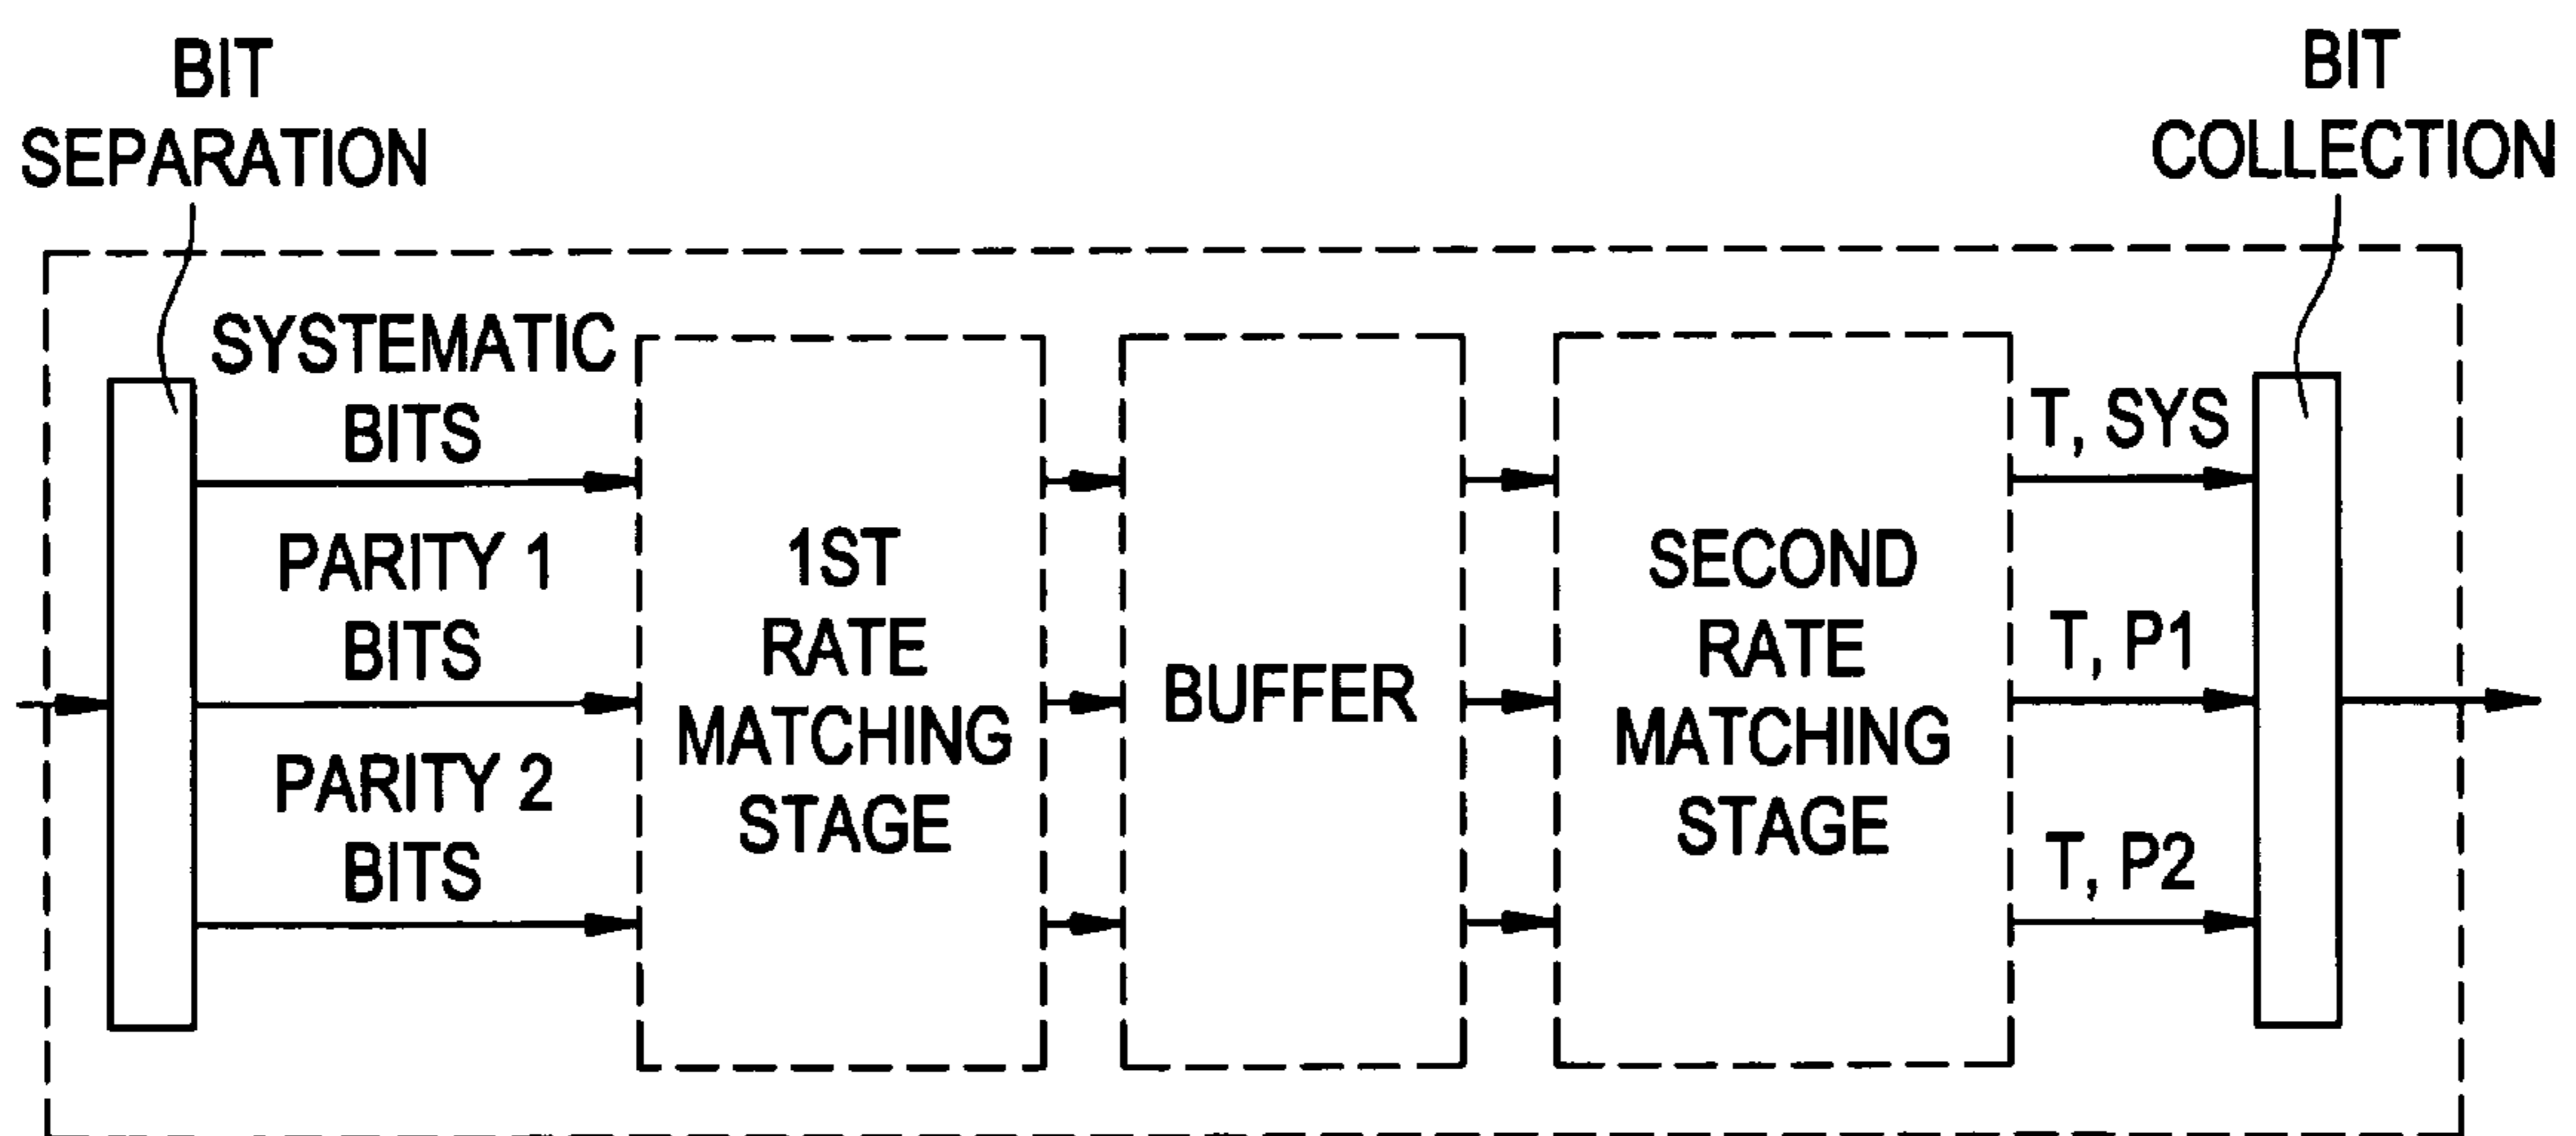 BIT
SEPARATION
BIT
COLLECTION
SYSTEMATIC
BITS
PARITY 1
BITS
PARITY 2
BITS
1ST
RATE
MATCHING
STAGE
BUFFER
SECOND
RATE
MATCHING
STAGE
T, SYS
T, P1
T, P2